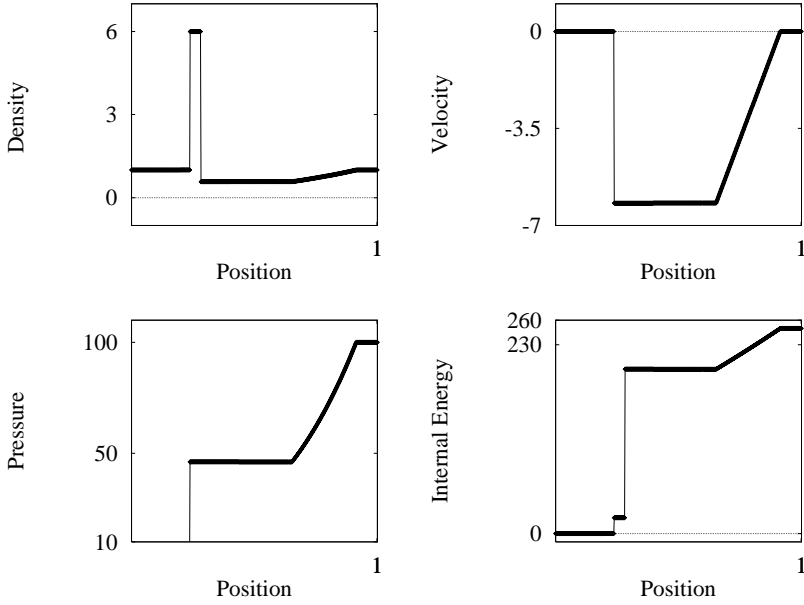 Density
6
3
0
1
Position
Velocity
0
-3.5
-7
1
Position
Pressure
100
50
10
1
Position
Internal Energy
260
230
0
1
Position